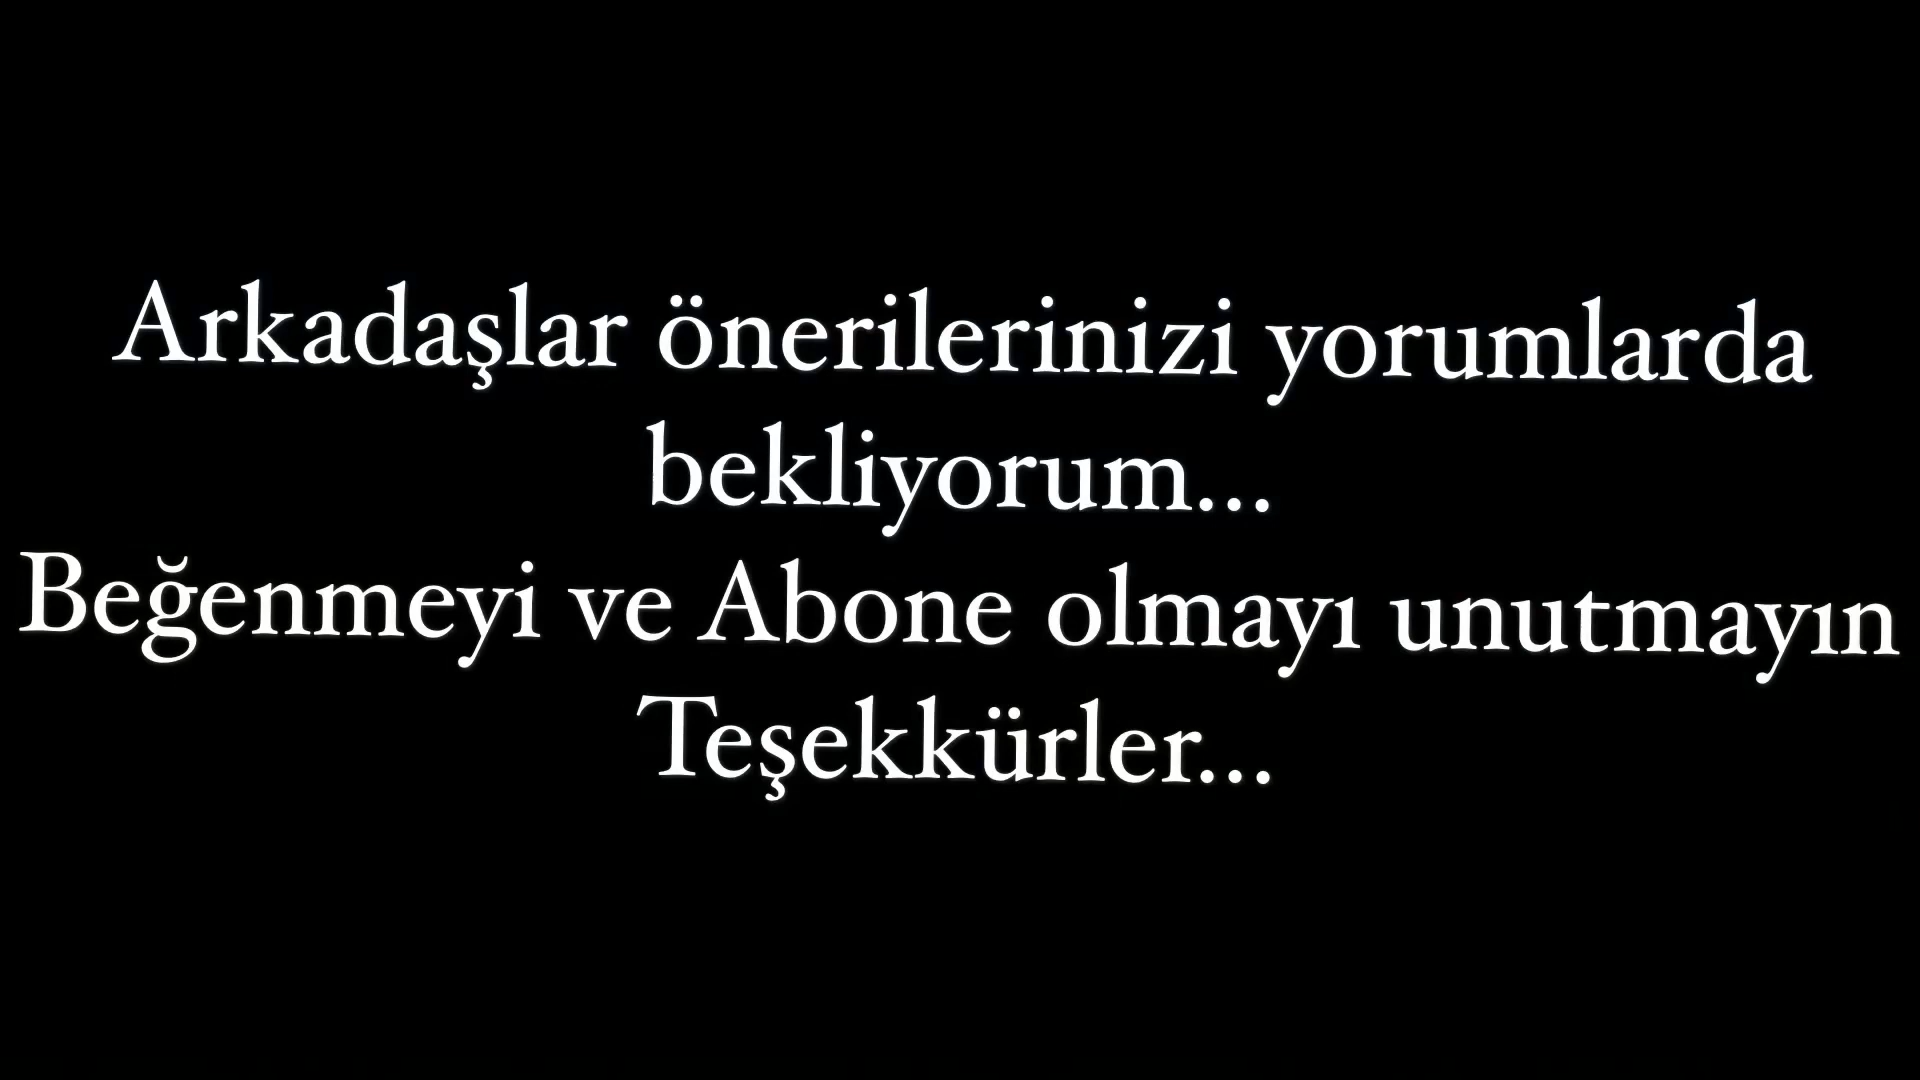 Arkadaşlar önerilerinizi yorumlarda
bekliyorum...
Beğenmeyi ve Abone olmayı unutmayın
Teşekkürler...